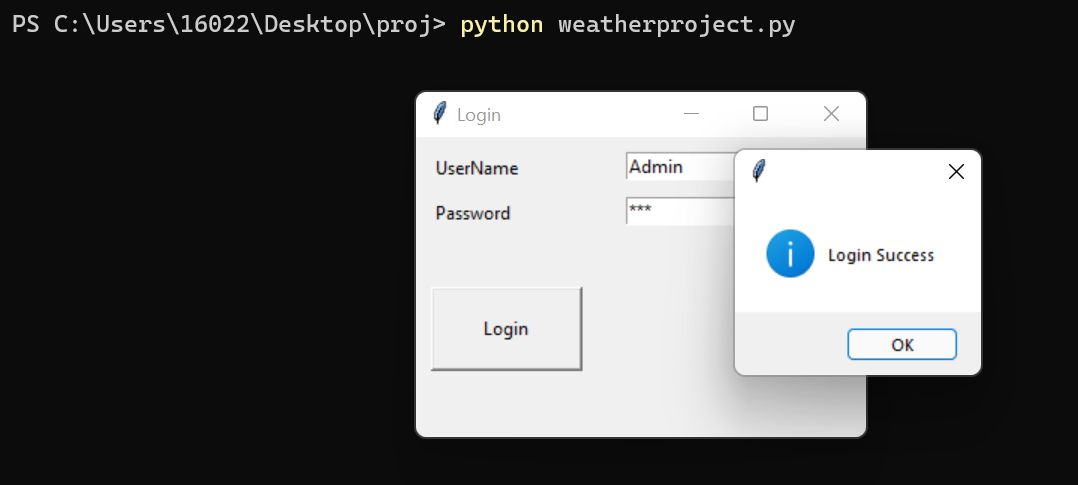 PS C:\Users\16022\Desktop\proj> python weatherproject.py
Login
UserName Admin
Password ***
Login Success
Login
OK